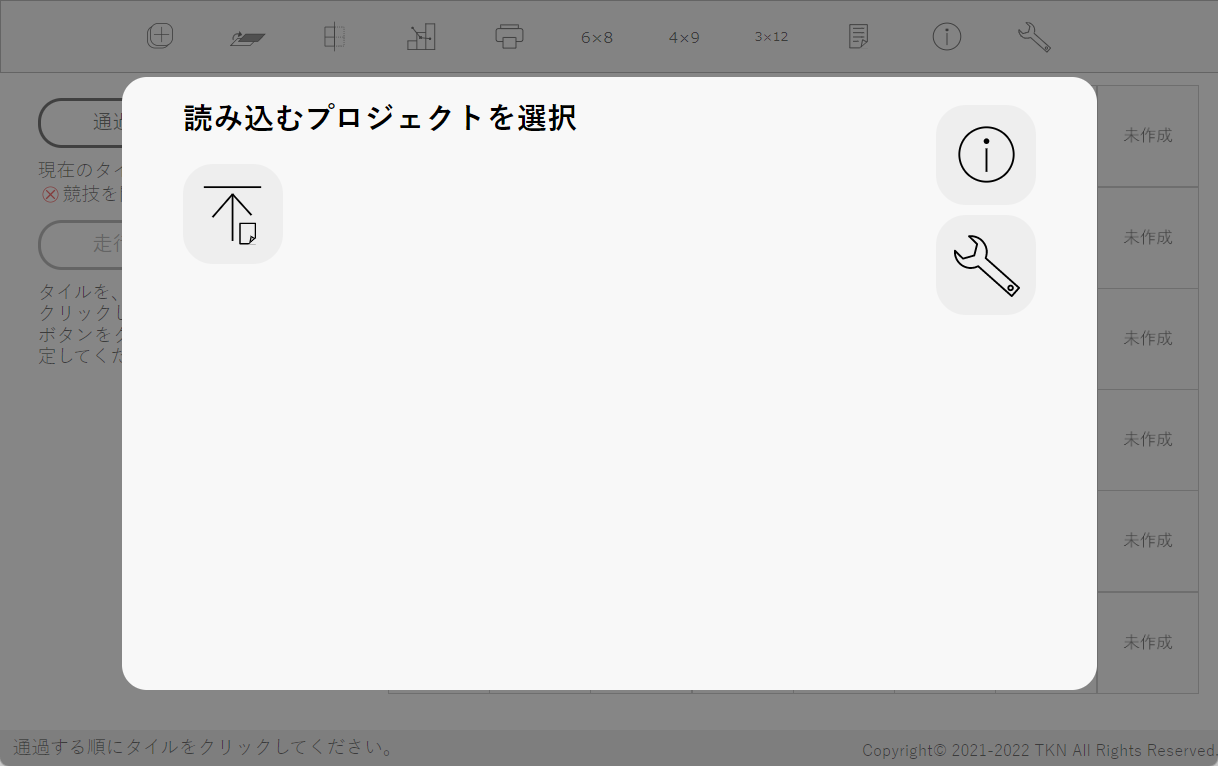 6×8
4×9
3×12
読み込むプロジェクトを選択
通過
現在のタイ
競技を
走行
タイルを、
クリックし
ボタンをク
定してくだ
未作成
未作成
未作成
未作成
未作成
未作成
通過する順にタイルをクリックしてください。
Copyright© 2021-2022 TKN All Rights Reserved.